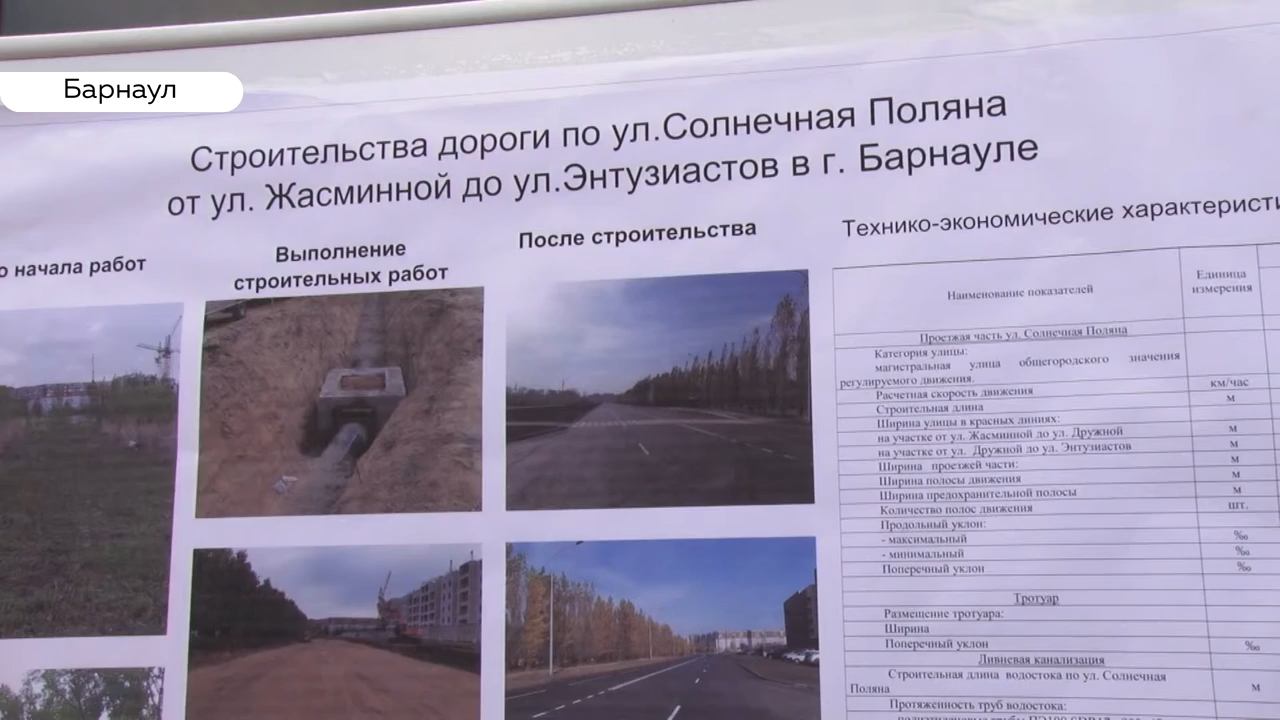 Барнаул
Строительства дороги по ул.Солнечная Поляна
от ул. Жасминной до ул.Энтузиастов в г. Барнауле
о начала работ
Выполнение
строительных работ
После строительства
Технико-экономические характеристи
Наименование показателей
Единица
измерения
Проезжая часть ул. Солнечная Поляна
Категория улицы:
магистральная улица общегородского значения
регулируемого движения.
Расчетная скорость движения
км/час
Строительная длина
м
Ширина улицы в красных линиях:
на участке от ул. Жасминной до ул. Дружной
м
на участке от ул. Дружной до ул. Энтузиастов
м
Ширина проезжей части:
м
Ширина полосы движения
м
Ширина предохранительной полосы
м
Количество полос движения
шт.
Продольный уклон:
- максимальный
‰
- минимальный
‰
Поперечный уклон
‰
Тротуар
Размещение тротуара:
Ширина
Поперечный уклон
‰
Ливневая канализация
Строительная длина водостока по ул. Солнечная
Поляна
м
Протяженность труб водостока: